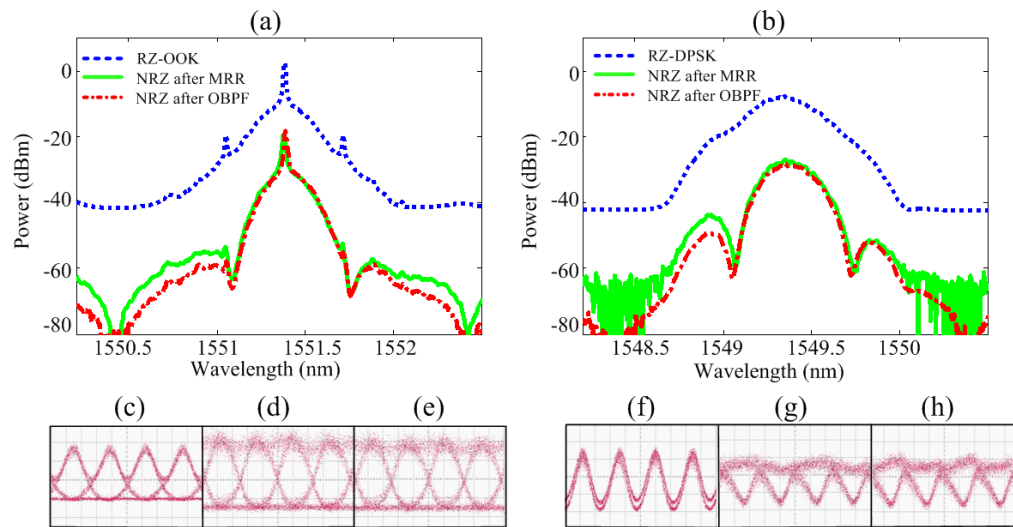 (a)
RZ-OOK
NRZ after MRR
NRZ after OBPF
0
-20
-40
-60
-80
Power (dBm)
1550.5
1551
1551.5
1552
Wavelength (nm)
(b)
RZ-DPSK
NRZ after MRR
NRZ after OBPF
0
-20
-40
-60
-80
Power (dBm)
1548.5
1549
1549.5
1550
Wavelength (nm)
(c)
(d)
(e)
(f)
(g)
(h)